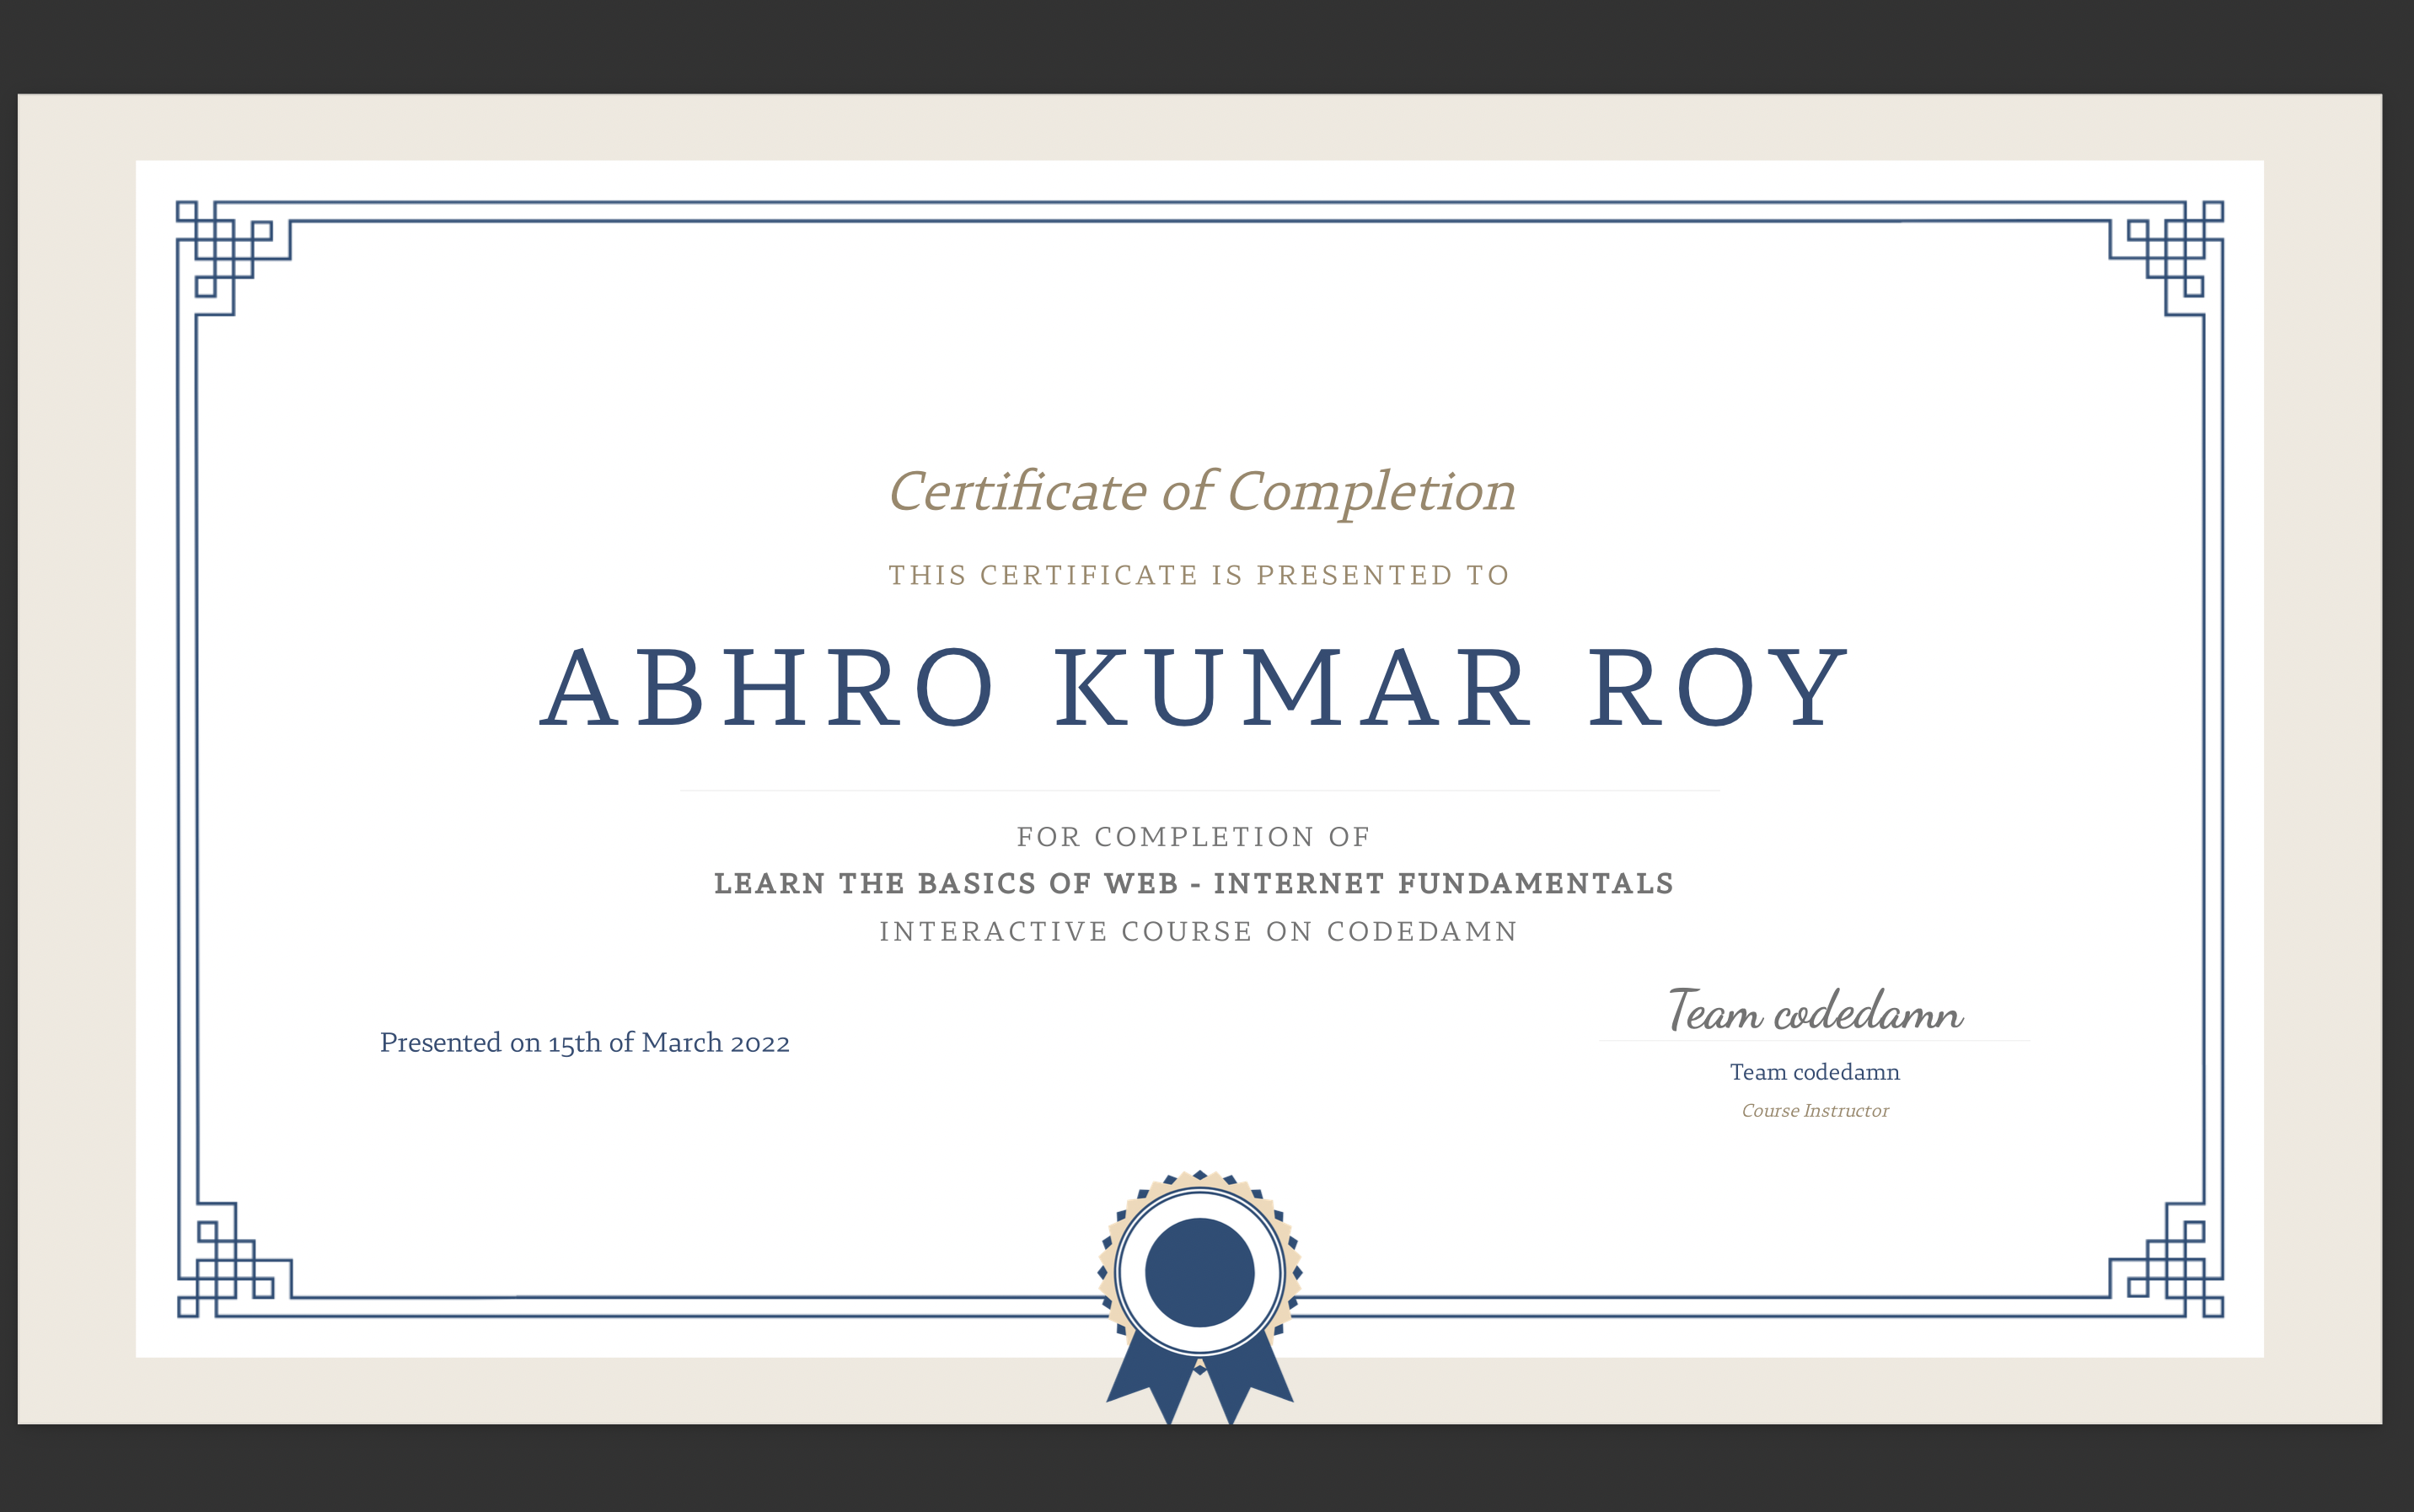 Certificate of Completion
THIS CERTIFICATE IS PRESENTED TO
ABHRO KUMAR ROY
FOR COMPLETION OF
LEARN THE BASICS OF WEB - INTERNET FUNDAMENTALS
INTERACTIVE COURSE ON CODEDAMN
Presented on 15th of March 2022
Team codedamn
Team codedamn
Course Instructor